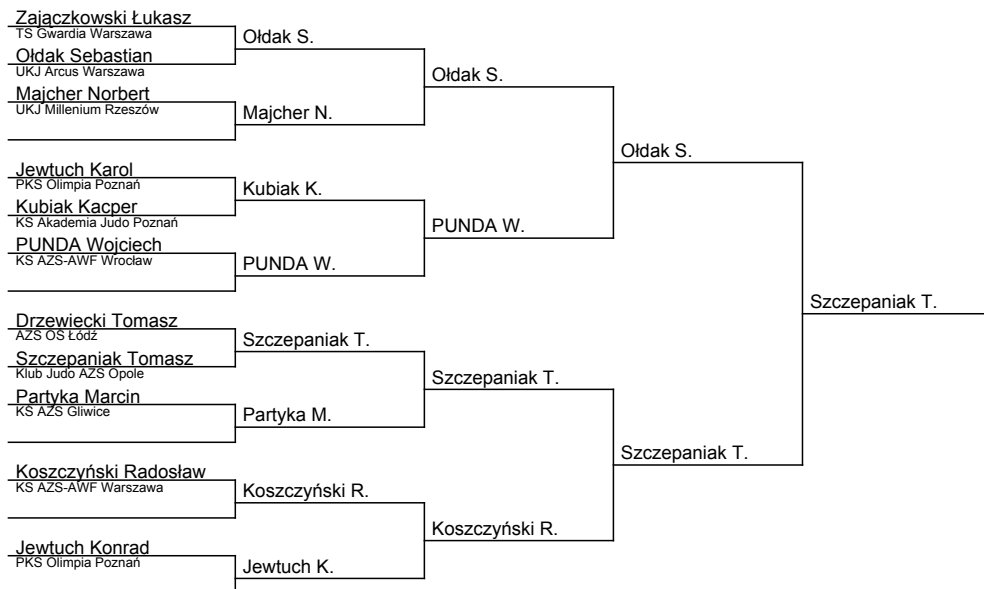 Zajączkowski Łukasz
TS Gwardia Warszawa
Ołdak S.
Ołdak Sebastian
UKJ Arcus Warszawa
Ołdak S.
Majcher Norbert
UKJ Millenium Rzeszów
Majcher N.
Ołdak S.
Jewtuch Karol
PKS Olimpia Poznań
Kubiak K.
Kubiak Kacper
KS Akademia Judo Poznań
PUNDA W.
PUNDA Wojciech
KS AZS-AWF Wrocław
PUNDA W.
Szczepaniak T.
Drzewiecki Tomasz
AZS OŚ Łódź
Szczepaniak T.
Szczepaniak Tomasz
Klub Judo AZS Opole
Szczepaniak T.
Partyka Marcin
KS AZS Gliwice
Partyka M.
Szczepaniak T.
Koszczyński Radosław
KS AZS-AWF Warszawa
Koszczyński R.
Koszczyński R.
Jewtuch Konrad
PKS Olimpia Poznań
Jewtuch K.